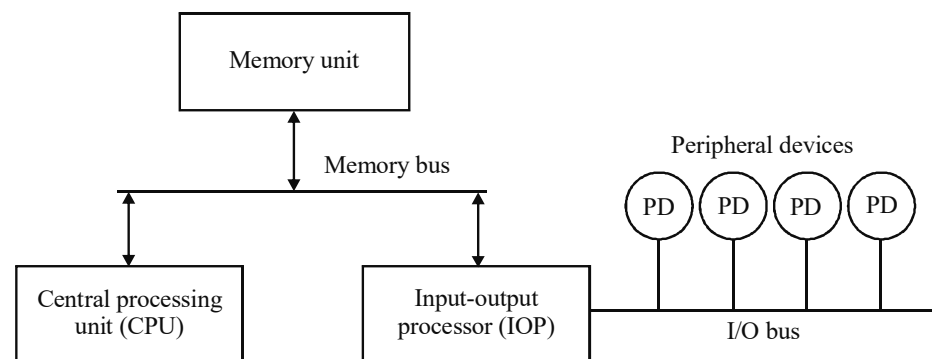 Memory unit
Memory bus
Peripheral devices
PD PD PD PD
Central processing
unit (CPU)
Input-output
processor (IOP)
I/O bus